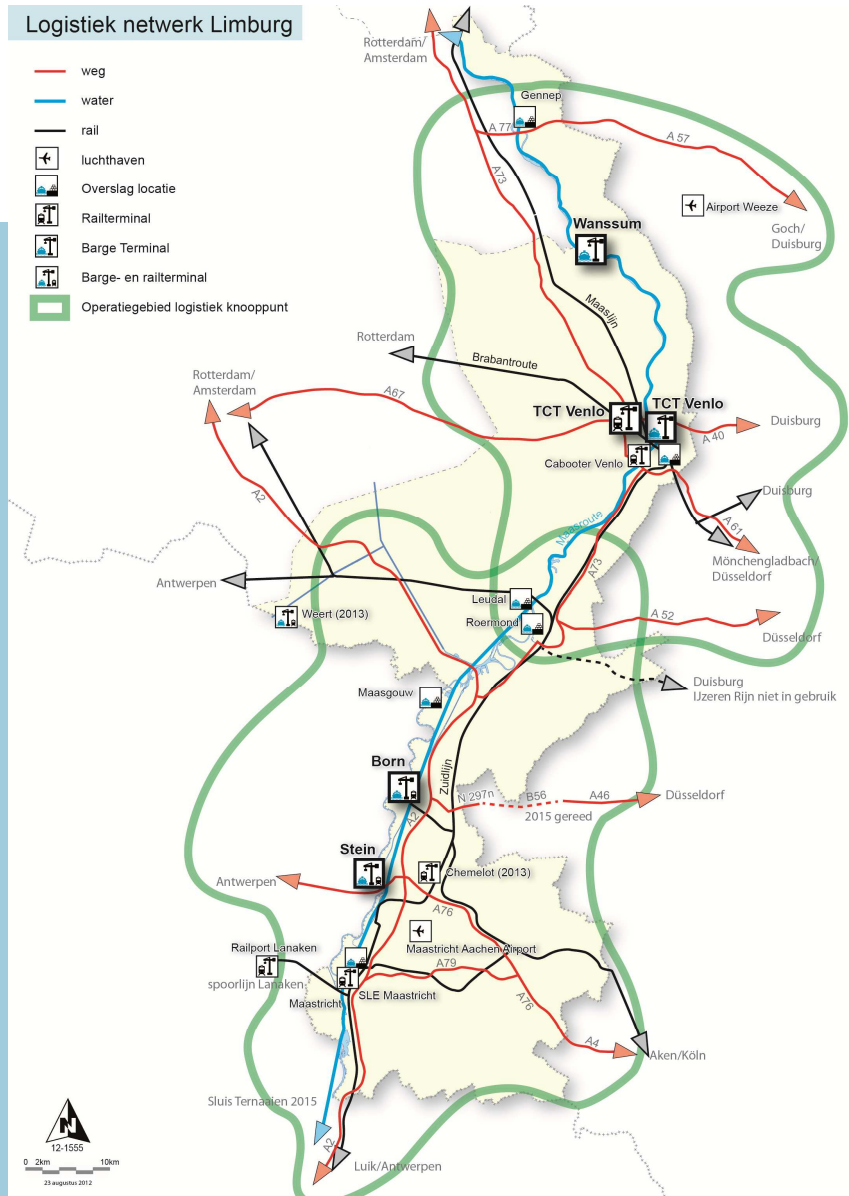 Logistiek netwerk Limburg
weg
water
rail
luchthaven
Overslag locatie
Railterminal
Barge Terminal
Barge- en railterminal
Operatiegebied logistiek knooppunt
Rotterdam/
Amsterdam
Gennep
A 77
A 57
A73
Airport Weeze
Goch/
Duisburg
Wanssum
Maaslijn
Rotterdam
Brabantroute
Rotterdam/
Amsterdam
A67
TCT Venlo
TCT Venlo
Duisburg
A 40
Cabooter Venlo
Duisburg
A2
A 61
Maasroute
Mönchengladbach/
Düsseldorf
A73
Antwerpen
Leudal
Weert (2013)
Roermond
A 52
Düsseldorf
Duisburg
IJzeren Rijn niet in gebruik
Maasgouw
Zuidlijn
Born
N 297n
B56
A46
Düsseldorf
2015 gereed
A2
Stein
Chemelot (2013)
Antwerpen
A76
Railport Lanaken
Maastricht Aachen Airport
A79
spoorlijn Lanaken
SLE Maastricht
Maastricht
A76
A4
Aken/Köln
Sluis Ternaaien 2015
A2
Luik/Antwerpen
N
12-1555
0 2km 10km
23 augustus 2012